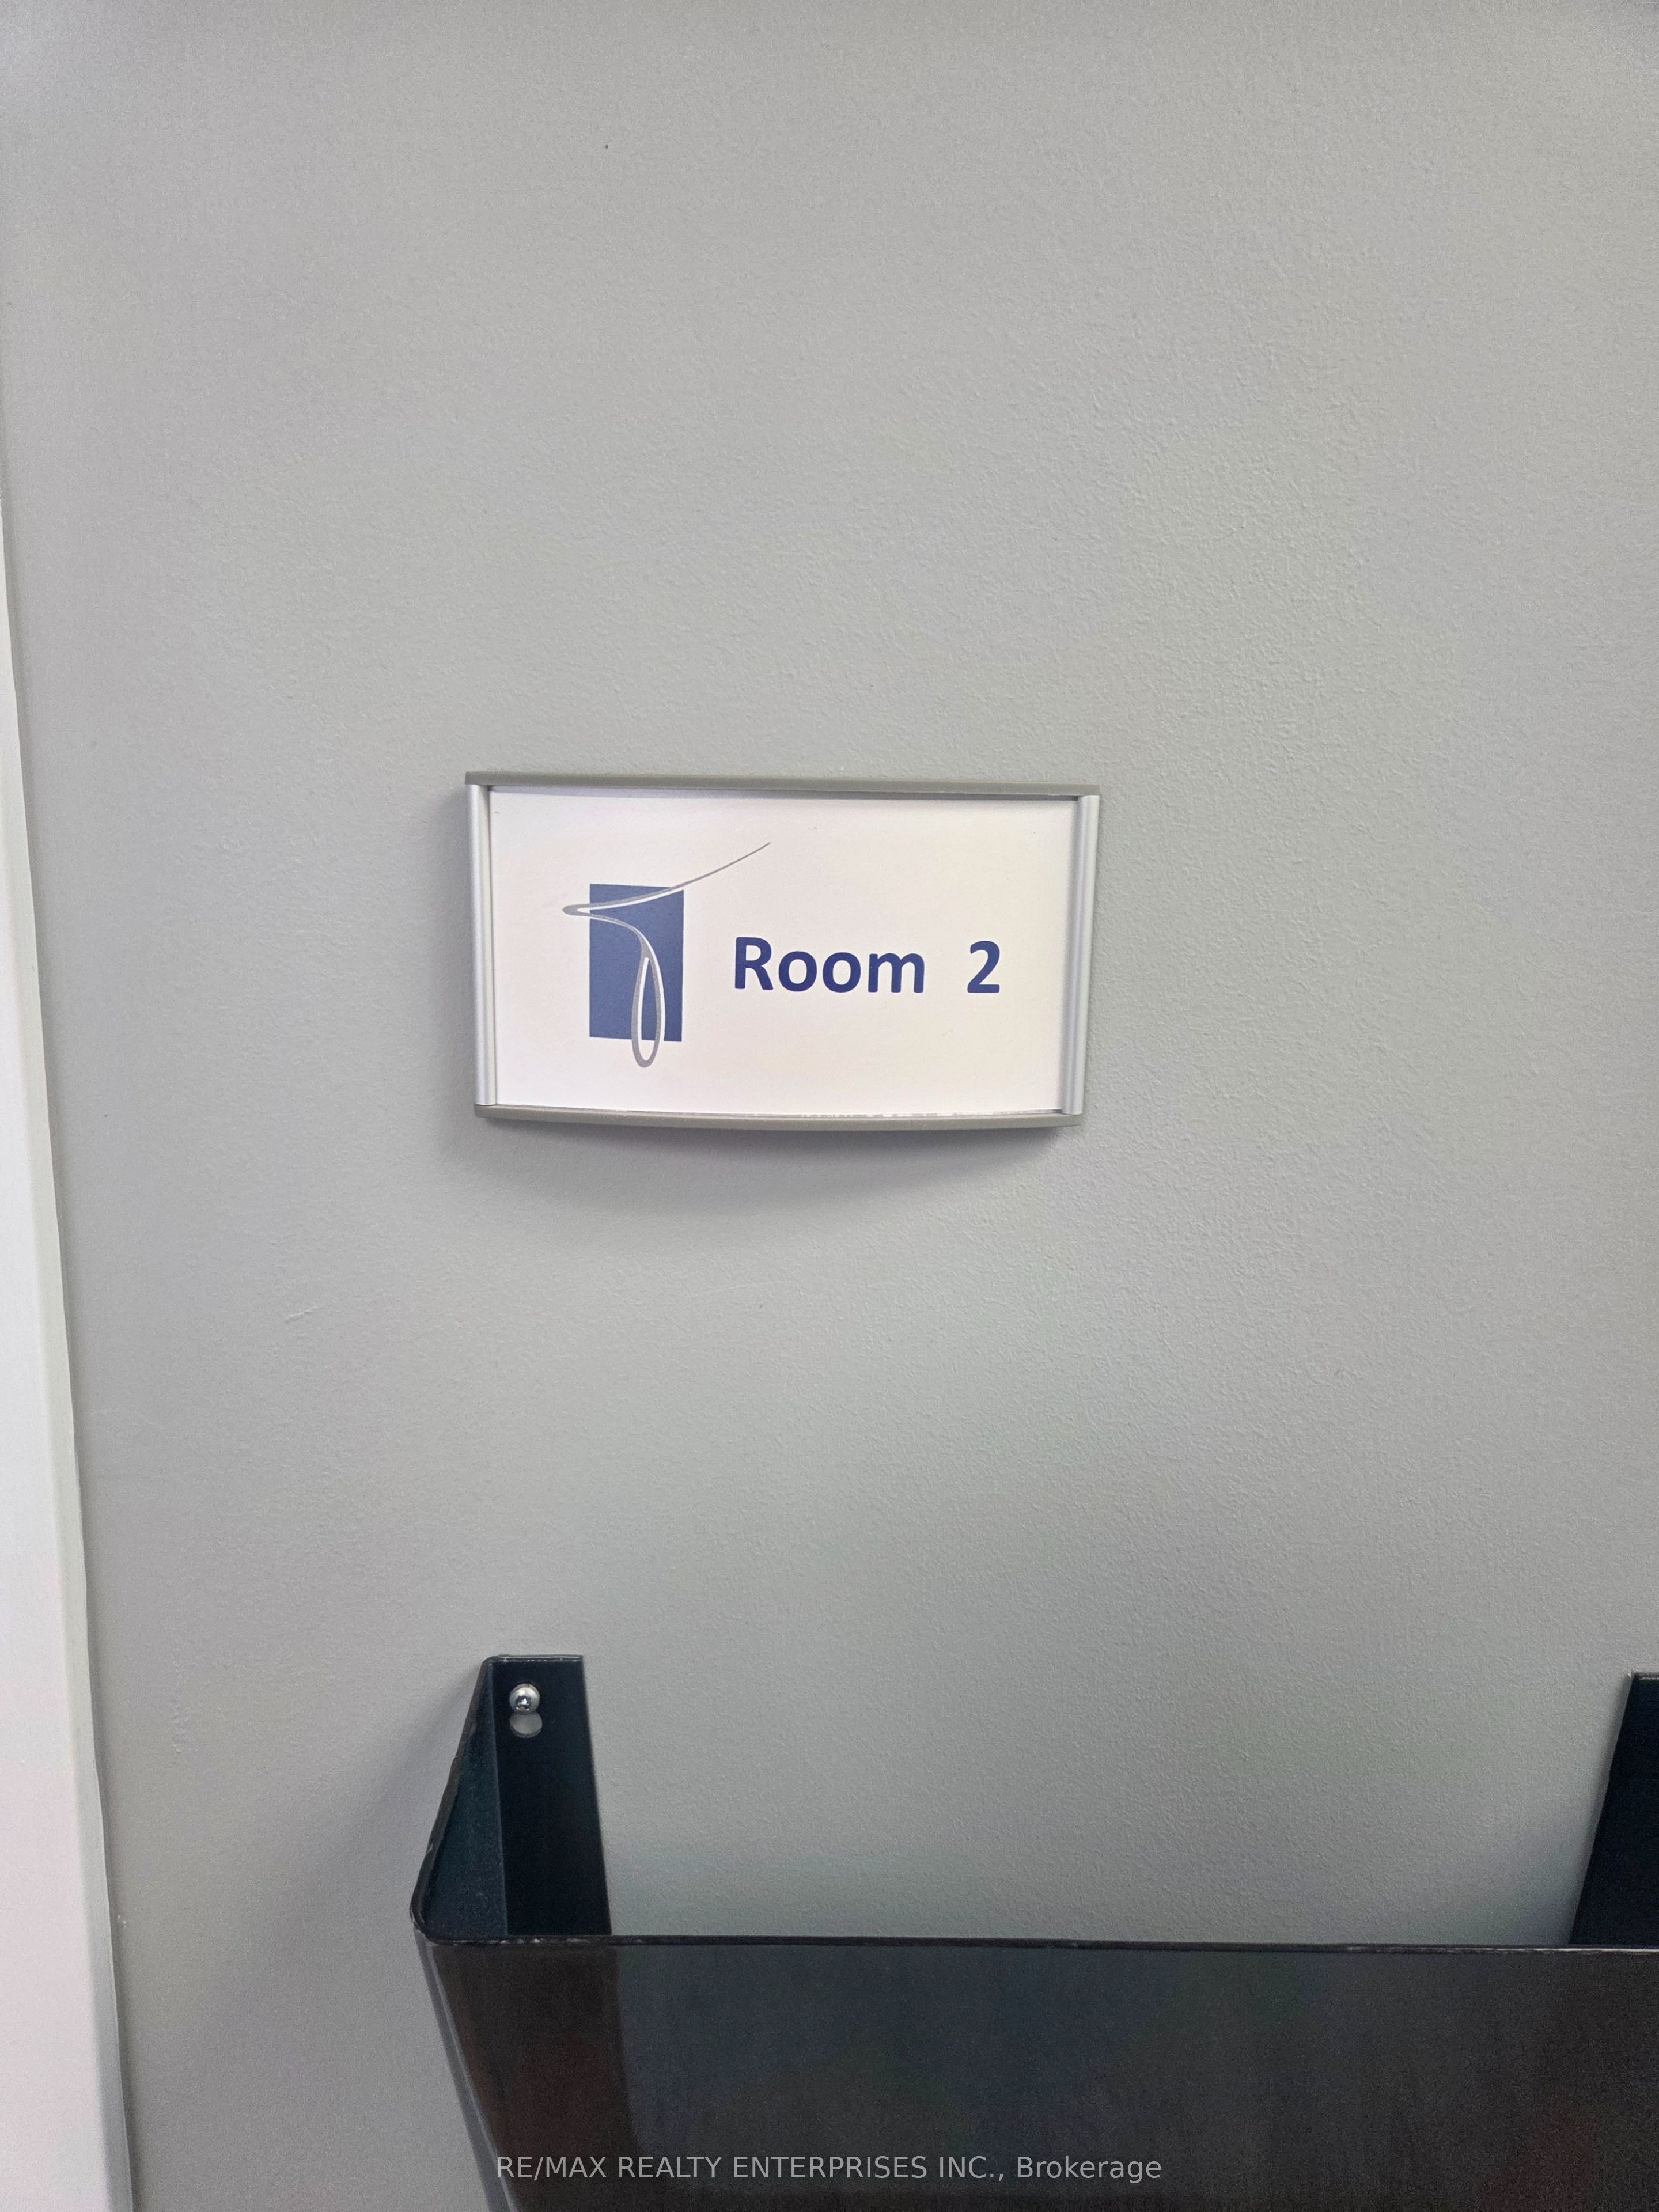 Room 2
RE/MAX REALTY ENTERPRISES INC., Brokerage